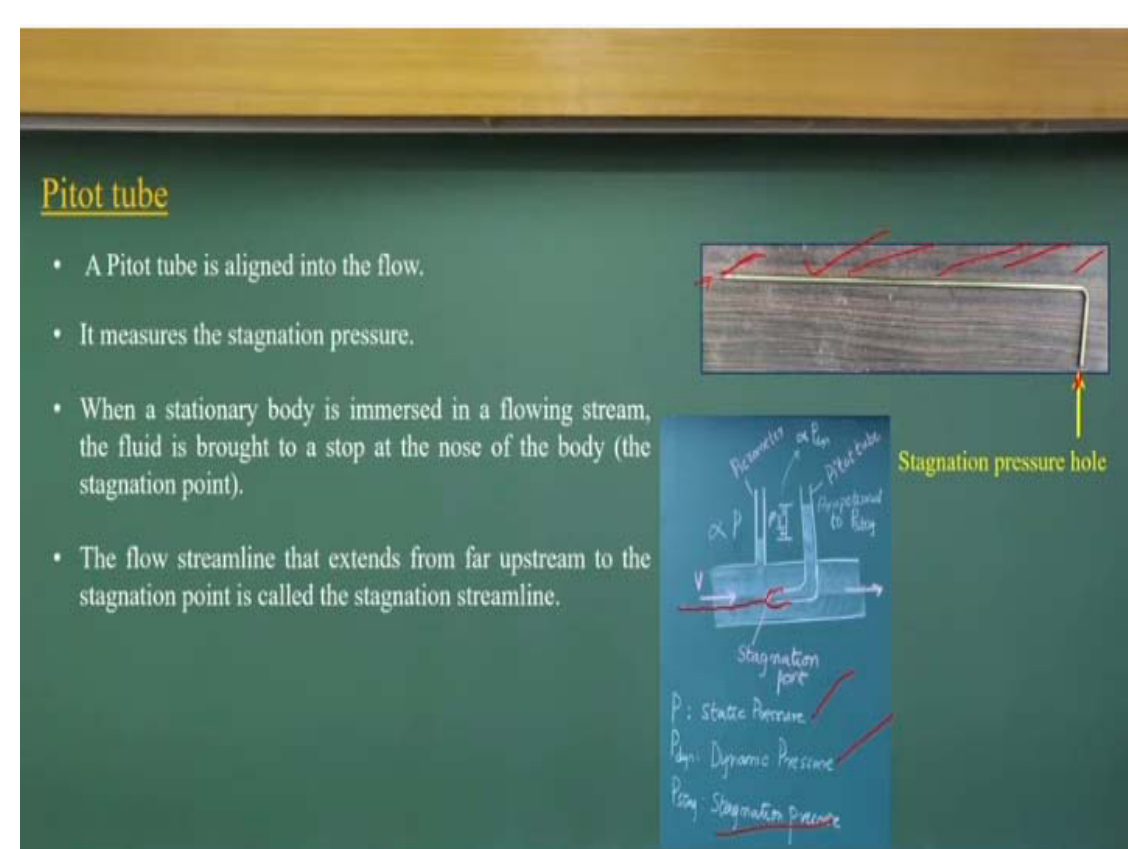 Pitot tube
• A Pitot tube is aligned into the flow.
• It measures the stagnation pressure.
• When a stationary body is immersed in a flowing stream,
the fluid is brought to a stop at the nose of the body (the
stagnation point).
• The flow streamline that extends from far upstream to the
stagnation point is called the stagnation streamline.
Stagnation pressure hole
Pitot tube
∝ P
to Pstag
V
Stagnation
point
P: Static Pressure
Pdyn: Dynamic Pressure
Pstag: Stagnation pressure